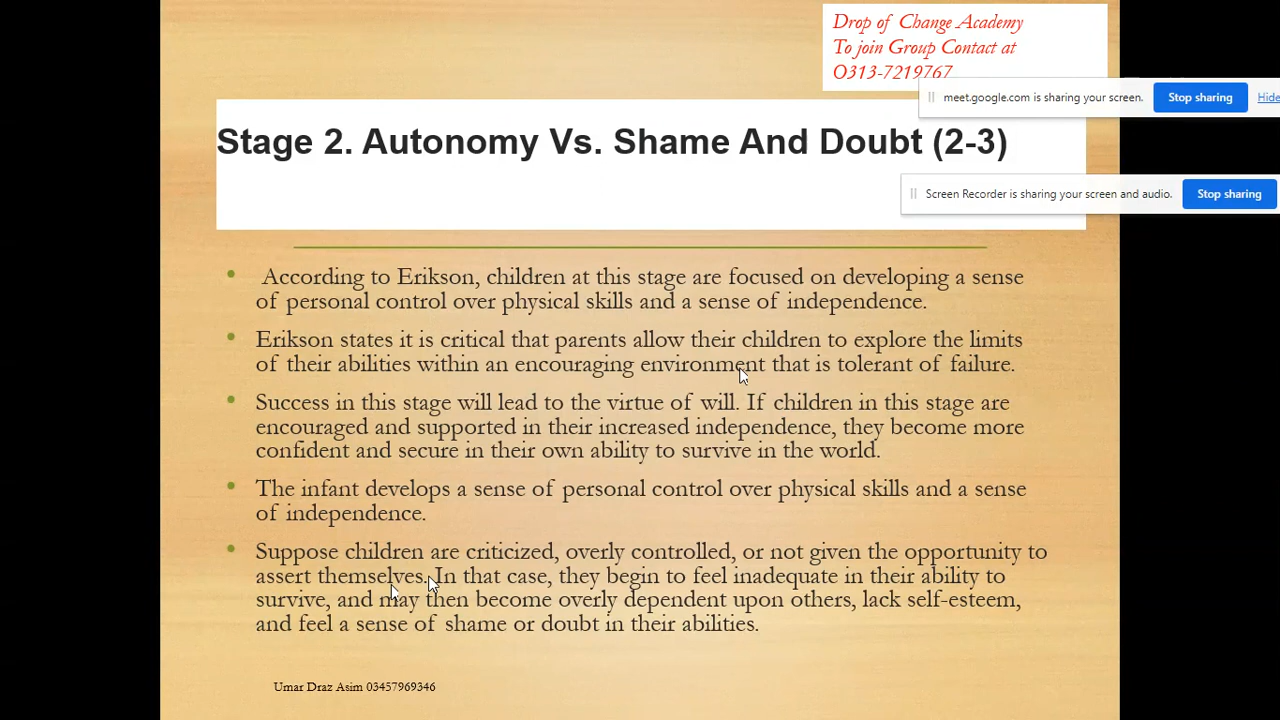 Drop of Change Academy
To join Group Contact at
O313-7219767
meet.google.com is sharing your screen.
Stop sharing
Hide
Stage 2. Autonomy Vs. Shame And Doubt (2-3)
Screen Recorder is sharing your screen and audio.
Stop sharing
• According to Erikson, children at this stage are focused on developing a sense
of personal control over physical skills and a sense of independence.
• Erikson states it is critical that parents allow their children to explore the limits
of their abilities within an encouraging environment that is tolerant of failure.
• Success in this stage will lead to the virtue of will. If children in this stage are
encouraged and supported in their increased independence, they become more
confident and secure in their own ability to survive in the world.
• The infant develops a sense of personal control over physical skills and a sense
of independence.
• Suppose children are criticized, overly controlled, or not given the opportunity to
assert themselves. In that case, they begin to feel inadequate in their ability to
survive, and may then become overly dependent upon others, lack self-esteem,
and feel a sense of shame or doubt in their abilities.
Umar Draz Asim 03457969346